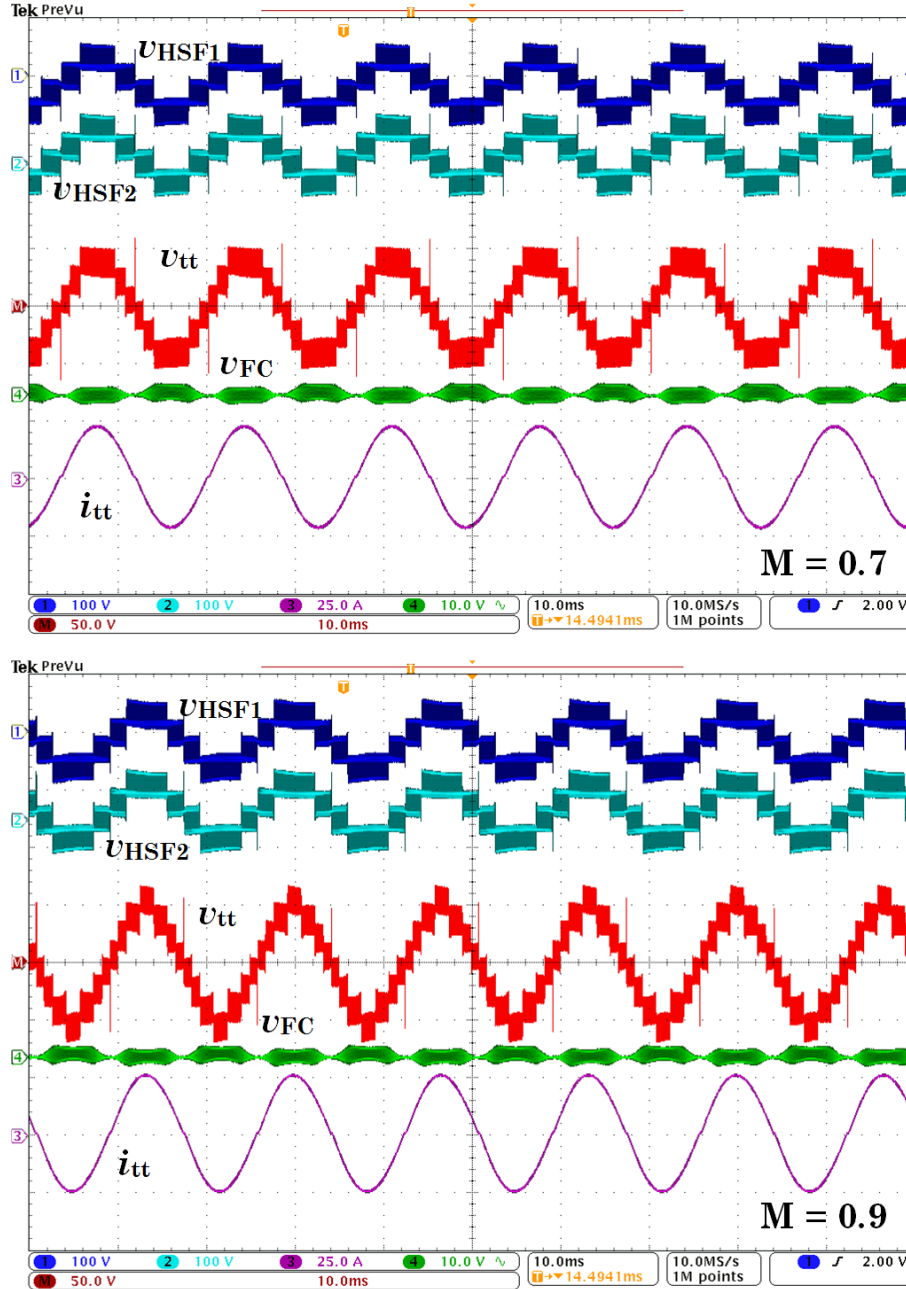 Tek PreVu
T
T
1
vHSF1
2
vHSF2
vtt
M
vFC
4
3
itt
M = 0.7
1 100 V 2 100 V 3 25.0 A 4 10.0 V ∿
M 50.0 V 10.0ms
10.0ms
T→▼14.4941ms
10.0MS/s
1M points
1 ∫ 2.00 V
Tek PreVu
T
T
1
vHSF1
2
vHSF2
vtt
M
vFC
4
3
itt
M = 0.9
1 100 V 2 100 V 3 25.0 A 4 10.0 V ∿
M 50.0 V 10.0ms
10.0ms
T→▼14.4941ms
10.0MS/s
1M points
1 ∫ 2.00 V